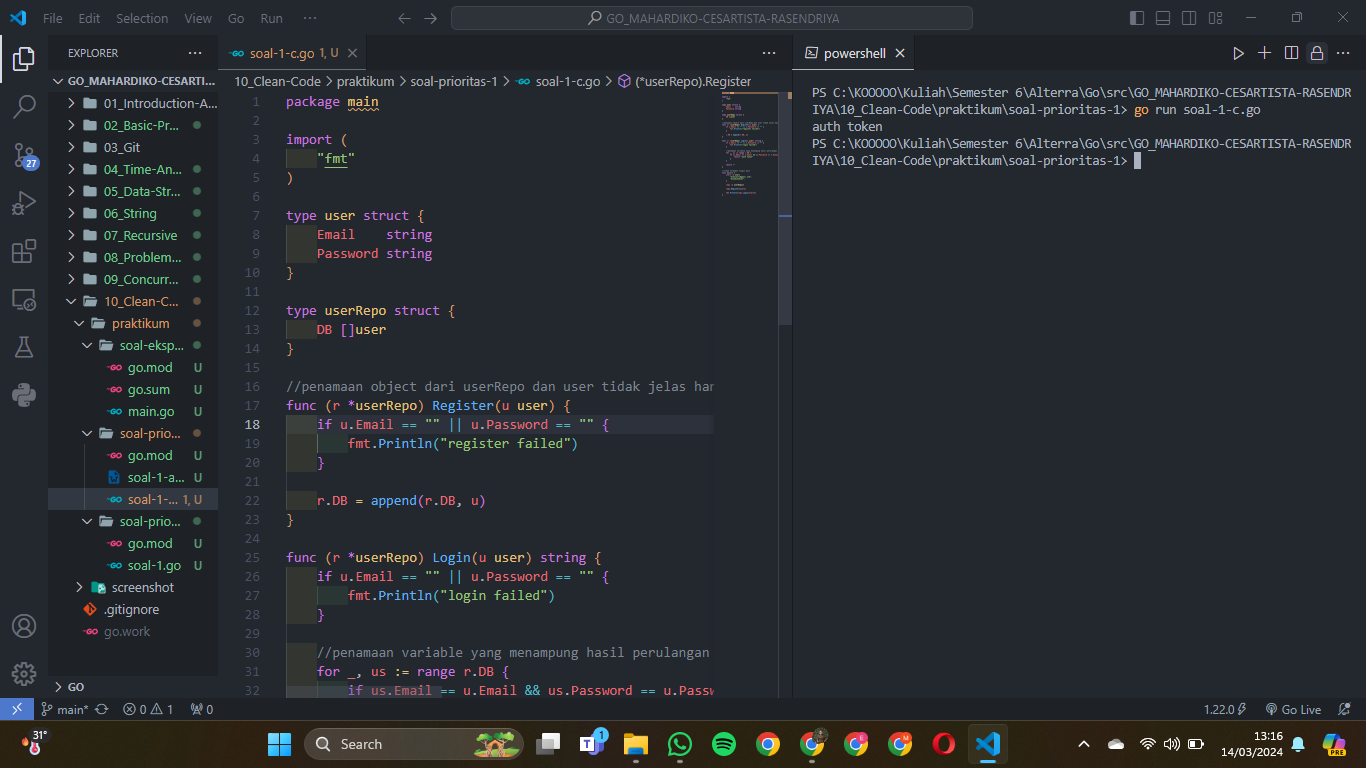 File Edit Selection View Go Run ···
GO_MAHARDIKO-CESARTISTA-RASENDRIYA
EXPLORER ···
GO_MAHARDIKO-CESARTI...
01_Introduction-A...
02_Basic-Pr...
03_Git
04_Time-An...
05_Data-Str...
06_String
07_Recursive
08_Problem...
09_Concurr...
10_Clean-C...
praktikum
soal-eksp...
go.mod U
go.sum U
main.go U
soal-prio...
go.mod U
soal-1-a... U
soal-1-... 1, U
soal-prio...
go.mod U
soal-1.go U
screenshot
.gitignore
go.work
GO
27
soal-1-c.go 1, U
10_Clean-Code > praktikum > soal-prioritas-1 > soal-1-c.go > (*userRepo).Register
1 package main
2
3 import (
4 "fmt"
5 )
6
7 type user struct {
8 Email string
9 Password string
10 }
11
12 type userRepo struct {
13 DB []user
14 }
15
16 //penamaan object dari userRepo dan user tidak jelas har
17 func (r *userRepo) Register(u user) {
18 if u.Email == "" || u.Password == "" {
19 fmt.Println("register failed")
20 }
21
22 r.DB = append(r.DB, u)
23 }
24
25 func (r *userRepo) Login(u user) string {
26 if u.Email == "" || u.Password == "" {
27 fmt.Println("login failed")
28 }
29
30 //penamaan variable yang menampung hasil perulangan
31 for _, us := range r.DB {
32 if us.Email == u.Email && us.Password == u.Passw
powershell
PS C:\KOOOOO\Kuliah\Semester 6\Alterra\Go\src\GO_MAHARDIKO-CESARTISTA-RASEND
RIYA\10_Clean-Code\praktikum\soal-prioritas-1> go run soal-1-c.go
auth token
PS C:\KOOOOO\Kuliah\Semester 6\Alterra\Go\src\GO_MAHARDIKO-CESARTISTA-RASEND
RIYA\10_Clean-Code\praktikum\soal-prioritas-1>
main* 0 1 0 1.22.0 Go Live
31°
Search
1
13:16
14/03/2024
PRE